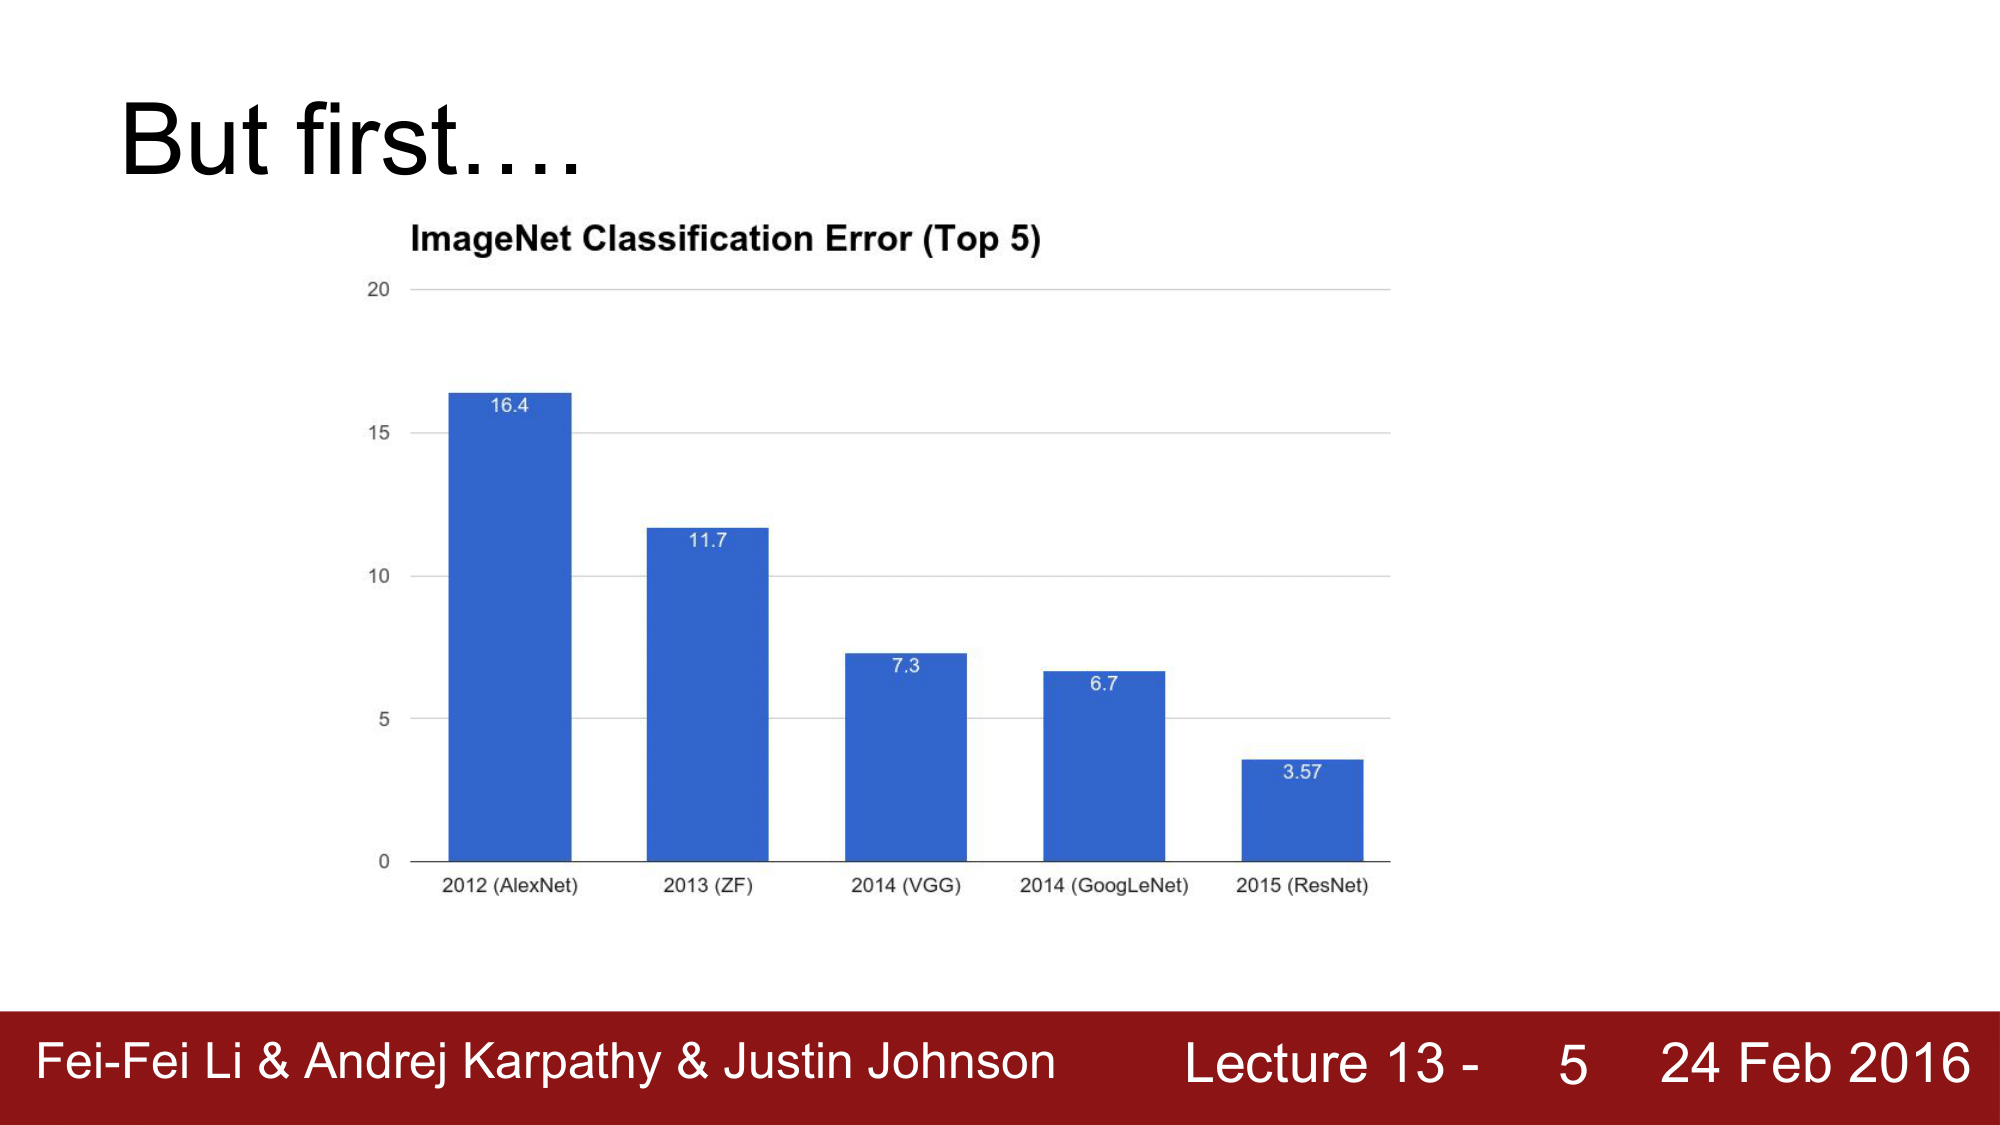 But first....
ImageNet Classification Error (Top 5)
20
15
10
5
0
16.4
11.7
7.3
6.7
3.57
2012 (AlexNet)
2013 (ZF)
2014 (VGG)
2014 (GoogLeNet)
2015 (ResNet)
Fei-Fei Li & Andrej Karpathy & Justin Johnson
Lecture 13 - 5
24 Feb 2016